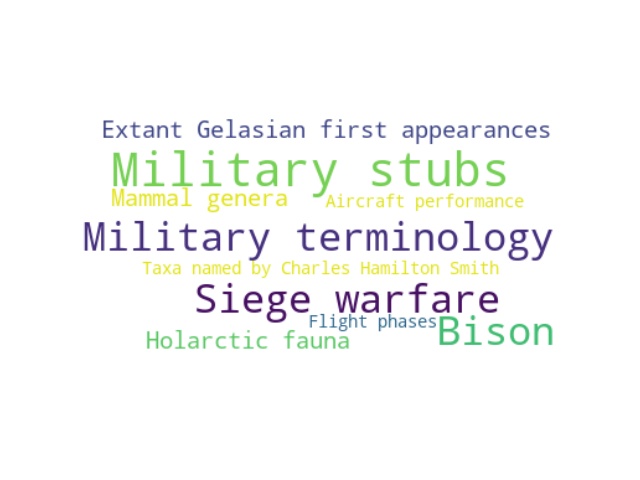 Extant Gelasian first appearances
Military stubs
Mammal genera
Aircraft performance
Military terminology
Taxa named by Charles Hamilton Smith
Siege warfare
Flight phases
Bison
Holarctic fauna